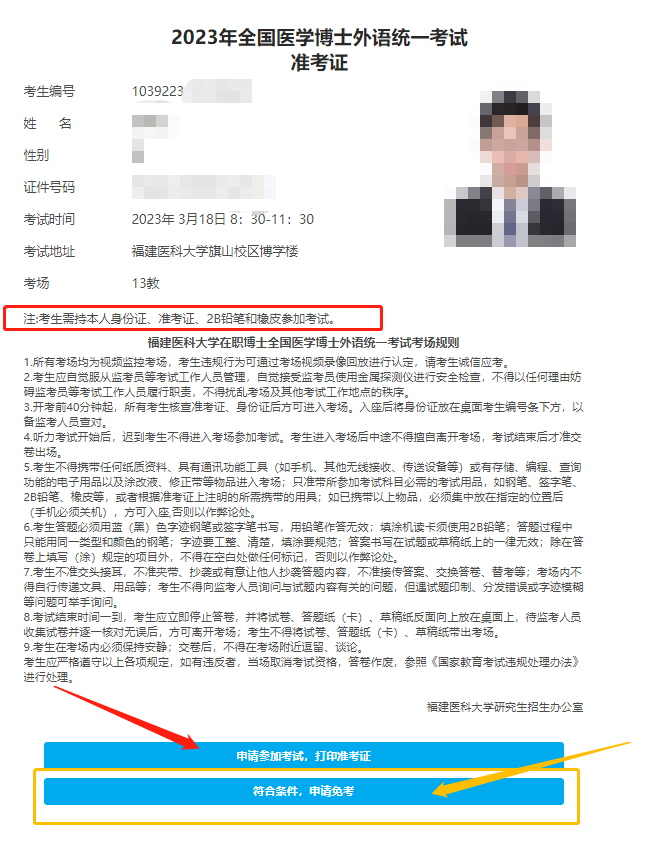 2023年全国医学博士外语统一考试
准考证
考生编号 1039223
姓 名
性别
证件号码
考试时间 2023年 3月18日 8：30-11：30
考试地址 福建医科大学旗山校区博学楼
考场 13教
注:考生需持本人身份证、准考证、2B铅笔和橡皮参加考试。
福建医科大学在职博士全国医学博士外语统一考试考场规则
1.所有考场均为视频监控考场，考生违规行为可通过考场视频录像回放进行认定，请考生诚信应考。
2.考生应自觉服从监考员等考试工作人员管理，自觉接受监考员使用金属探测仪进行安全检查，不得以任何理由妨
碍监考员等考试工作人员履行职责，不得扰乱考场及其他考试工作地点的秩序。
3.开考前40分钟起，所有考生核查准考证、身份证后方可进入考场。入座后将身份证放在桌面考生编号条下方，以
备监考人员查对。
4.听力考试开始后，迟到考生不得进入考场参加考试。考生进入考场后中途不得擅自离开考场，考试结束后才准交
卷出场。
5.考生不得携带任何纸质资料、具有通讯功能工具（如手机、其他无线接收、传送设备等）或有存储、编程、查询
功能的电子用品以及涂改液、修正带等物品进入考场；只准带所参加考试科目必需的考试用品，如钢笔、签字笔、
2B铅笔、橡皮等，或者根据准考证上注明的所需携带的用具；如已携带以上物品，必须集中放在指定的位置后
（手机必须关机），方可入座,否则以作弊论处。
6.考生答题必须用蓝（黑）色字迹钢笔或签字笔书写，用铅笔作答无效；填涂机读卡须使用2B铅笔；答题过程中
只能用同一类型和颜色的钢笔；字迹要工整、清楚，填涂要规范；答案书写在试题或草稿纸上的一律无效；除在答
卷上填写（涂）规定的项目外，不得在空白处做任何标记，否则以作弊论处。
7.考生不准交头接耳，不准夹带、抄袭或有意让他人抄袭答题内容，不准接传答案、交换答卷、替考等；考场内不
得自行传递文具、用品等；考生不得向监考人员询问与试题内容有关的问题，但遇试题印制、分发错误或字迹模糊
等问题可举手询问。
8.考试结束时间一到，考生应立即停止答卷，并将试卷、答题纸（卡）、草稿纸反面向上放在桌面上，待监考人员
收集试卷并逐一核对无误后，方可离开考场；考生不得将试卷、答题纸（卡）、草稿纸带出考场。
9.考生在考场内必须保持安静；交卷后，不得在考场附近逗留、谈论。
考生应严格遵守以上各项规定，如有违反者，当场取消考试资格，答卷作废，参照《国家教育考试违规处理办法》
进行处理。
福建医科大学研究生招生办公室
申请参加考试，打印准考证
符合条件，申请免考